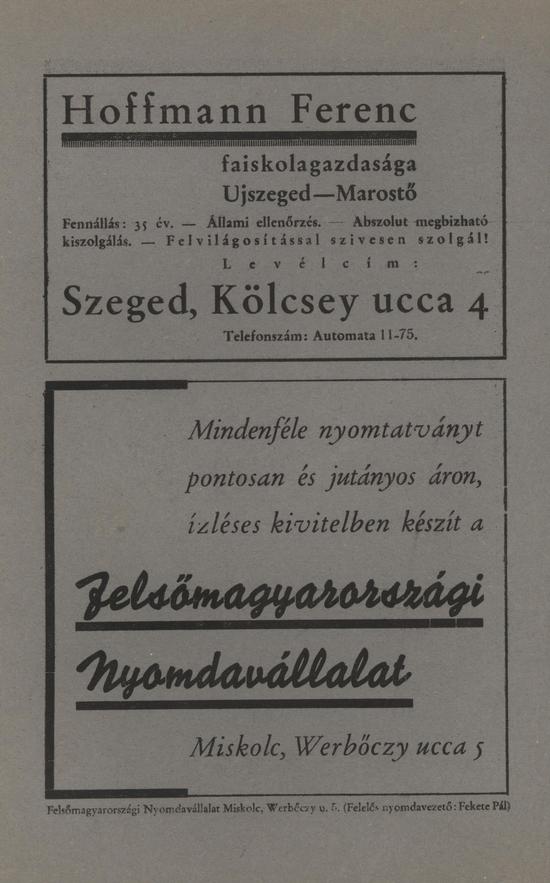 Hoffmann Ferenc
faiskolagazdasága
Ujszeged—Marostő
Fennállás: 35 év. — Állami ellenőrzés. — Abszolut megbizható
kiszolgálás. — Felvilágosítással szivesen szolgál!
Levélcím:
Szeged, Kölcsey ucca 4
Telefonszám: Automata 11-75.
Mindenféle nyomtatványt
pontosan és jutányos áron,
ízléses kivitelben készít a
Felsőmagyarországi
Nyomdavállalat
Miskolc, Werbőczy ucca 5
Felsőmagyarországi Nyomdavállalat Miskolc, Werbőczy u. 5. (Felelős nyomdavezető: Fekete Pál)